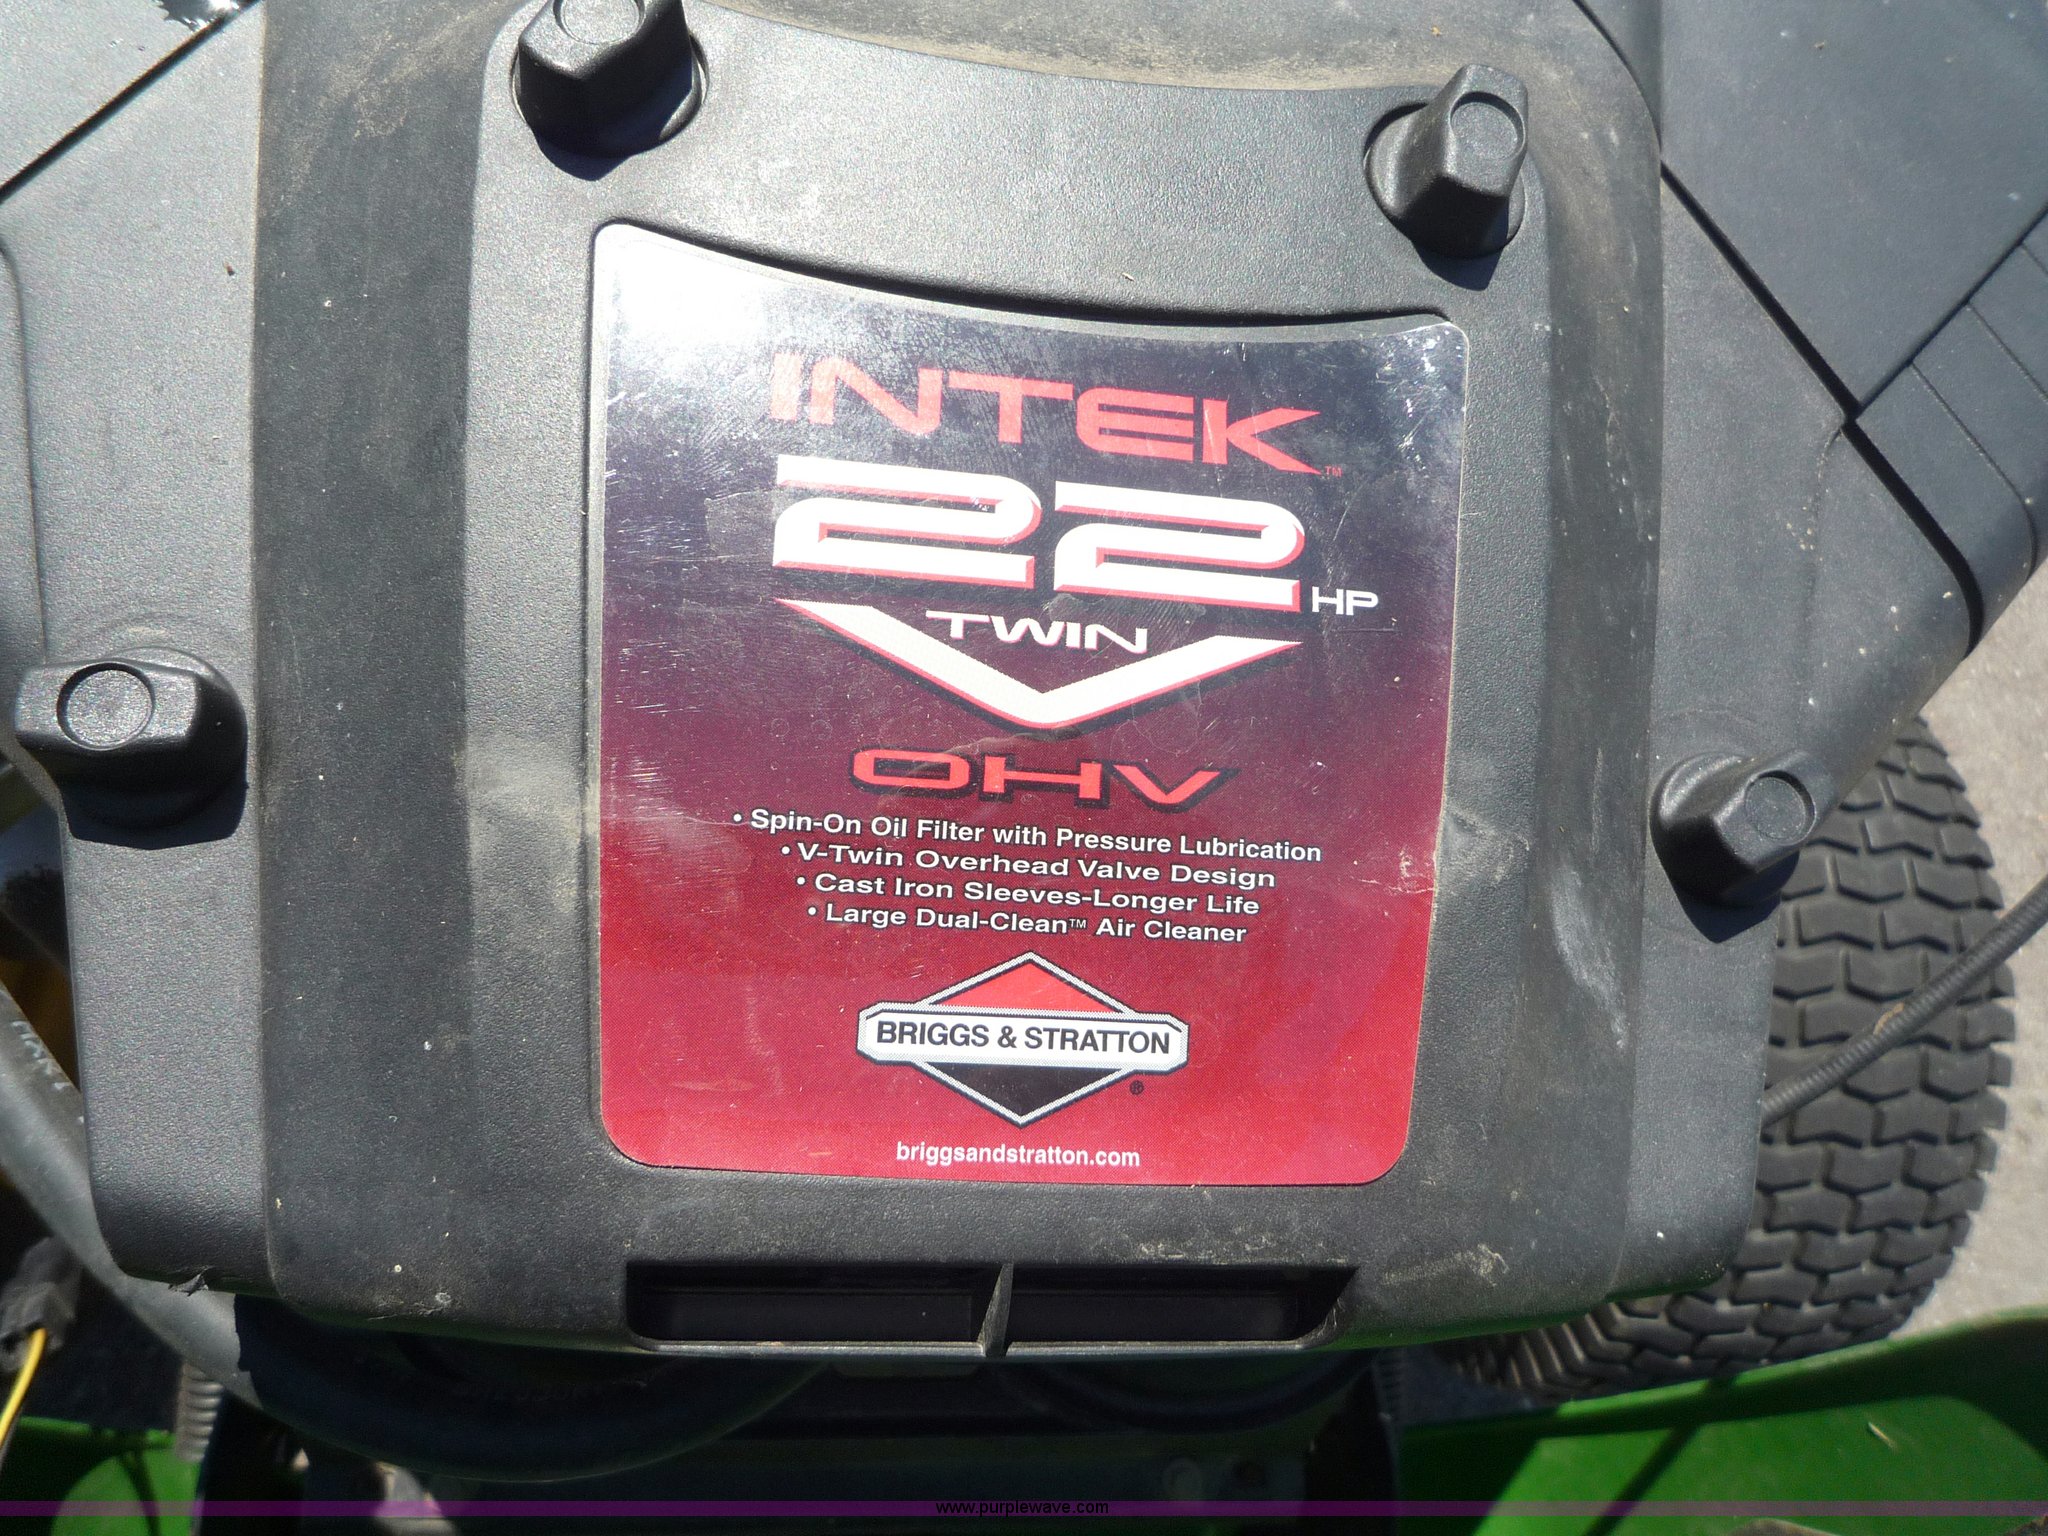 INTEK™
22 HP
TWIN
OHV
• Spin-On Oil Filter with Pressure Lubrication
• V-Twin Overhead Valve Design
• Cast Iron Sleeves-Longer Life
• Large Dual-Clean™ Air Cleaner
BRIGGS & STRATTON
®
briggsandstratton.com
www.purplewave.com